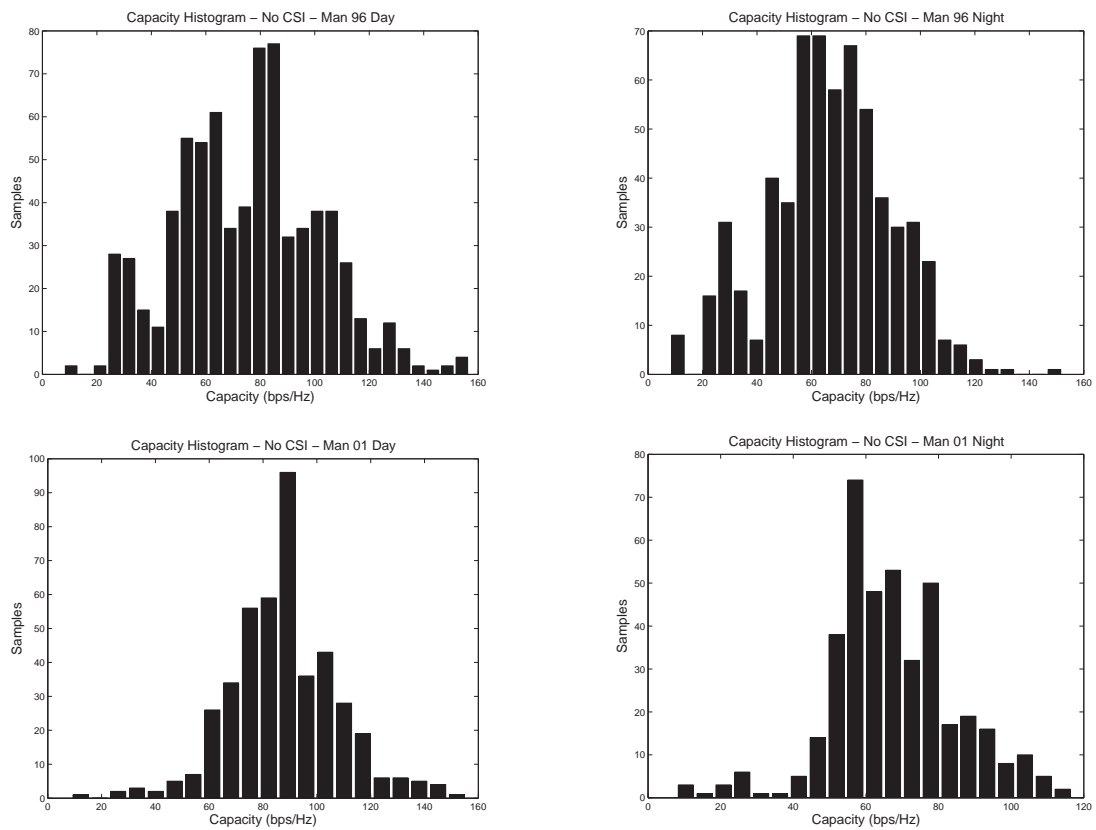 Capacity Histogram – No CSI – Man 96 Day
80
70
60
50
40
30
20
10
0
Samples
0 20 40 60 80 100 120 140 160
Capacity (bps/Hz)
Capacity Histogram – No CSI – Man 96 Night
70
60
50
40
30
20
10
0
Samples
0 20 40 60 80 100 120 140 160
Capacity (bps/Hz)
Capacity Histogram – No CSI – Man 01 Day
100
90
80
70
60
50
40
30
20
10
0
Samples
0 20 40 60 80 100 120 140 160
Capacity (bps/Hz)
Capacity Histogram – No CSI – Man 01 Night
80
70
60
50
40
30
20
10
0
Samples
0 20 40 60 80 100 120
Capacity (bps/Hz)